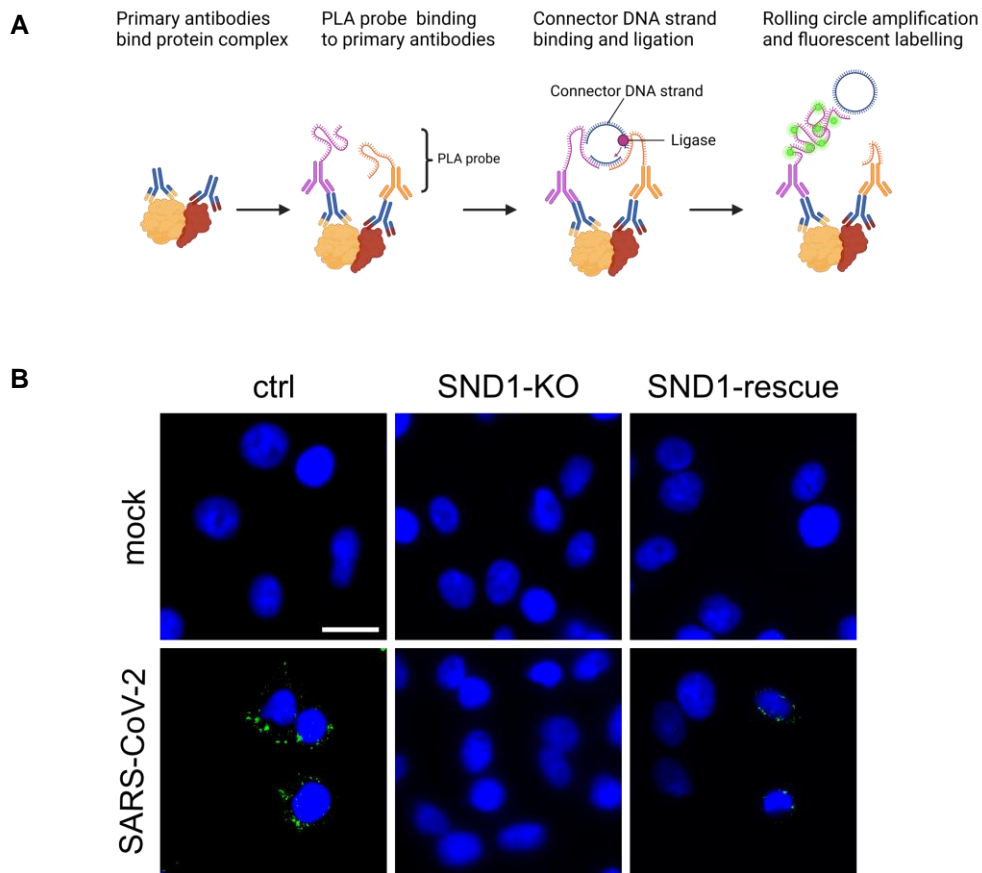 A
Primary antibodies
bind protein complex
PLA probe binding
to primary antibodies
Connector DNA strand
binding and ligation
Rolling circle amplification
and fluorescent labelling
Connector DNA strand
Ligase
PLA probe
B
ctrl
SND1-KO
SND1-rescue
mock
SARS-CoV-2